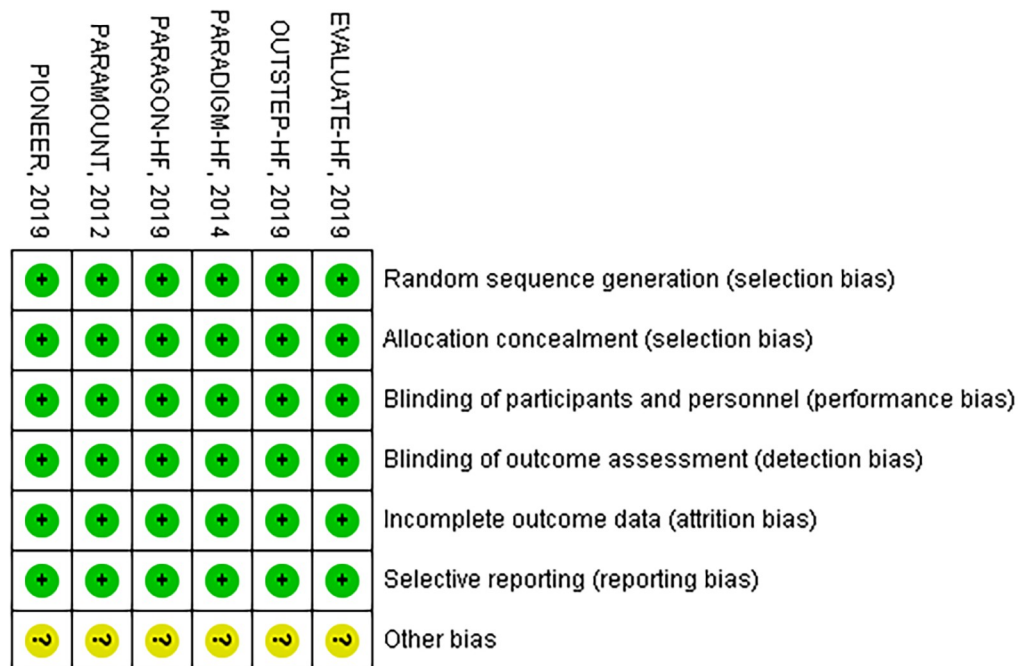 PIONEER, 2019
PARAMOUNT, 2012
PARAGON-HF, 2019
PARADIGM-HF, 2014
OUTSTEP-HF, 2019
EVALUATE-HF, 2019
+ + + + + + Random sequence generation (selection bias)
+ + + + + + Allocation concealment (selection bias)
+ + + + + + Blinding of participants and personnel (performance bias)
+ + + + + + Blinding of outcome assessment (detection bias)
+ + + + + + Incomplete outcome data (attrition bias)
+ + + + + + Selective reporting (reporting bias)
? ? ? ? ? ? Other bias